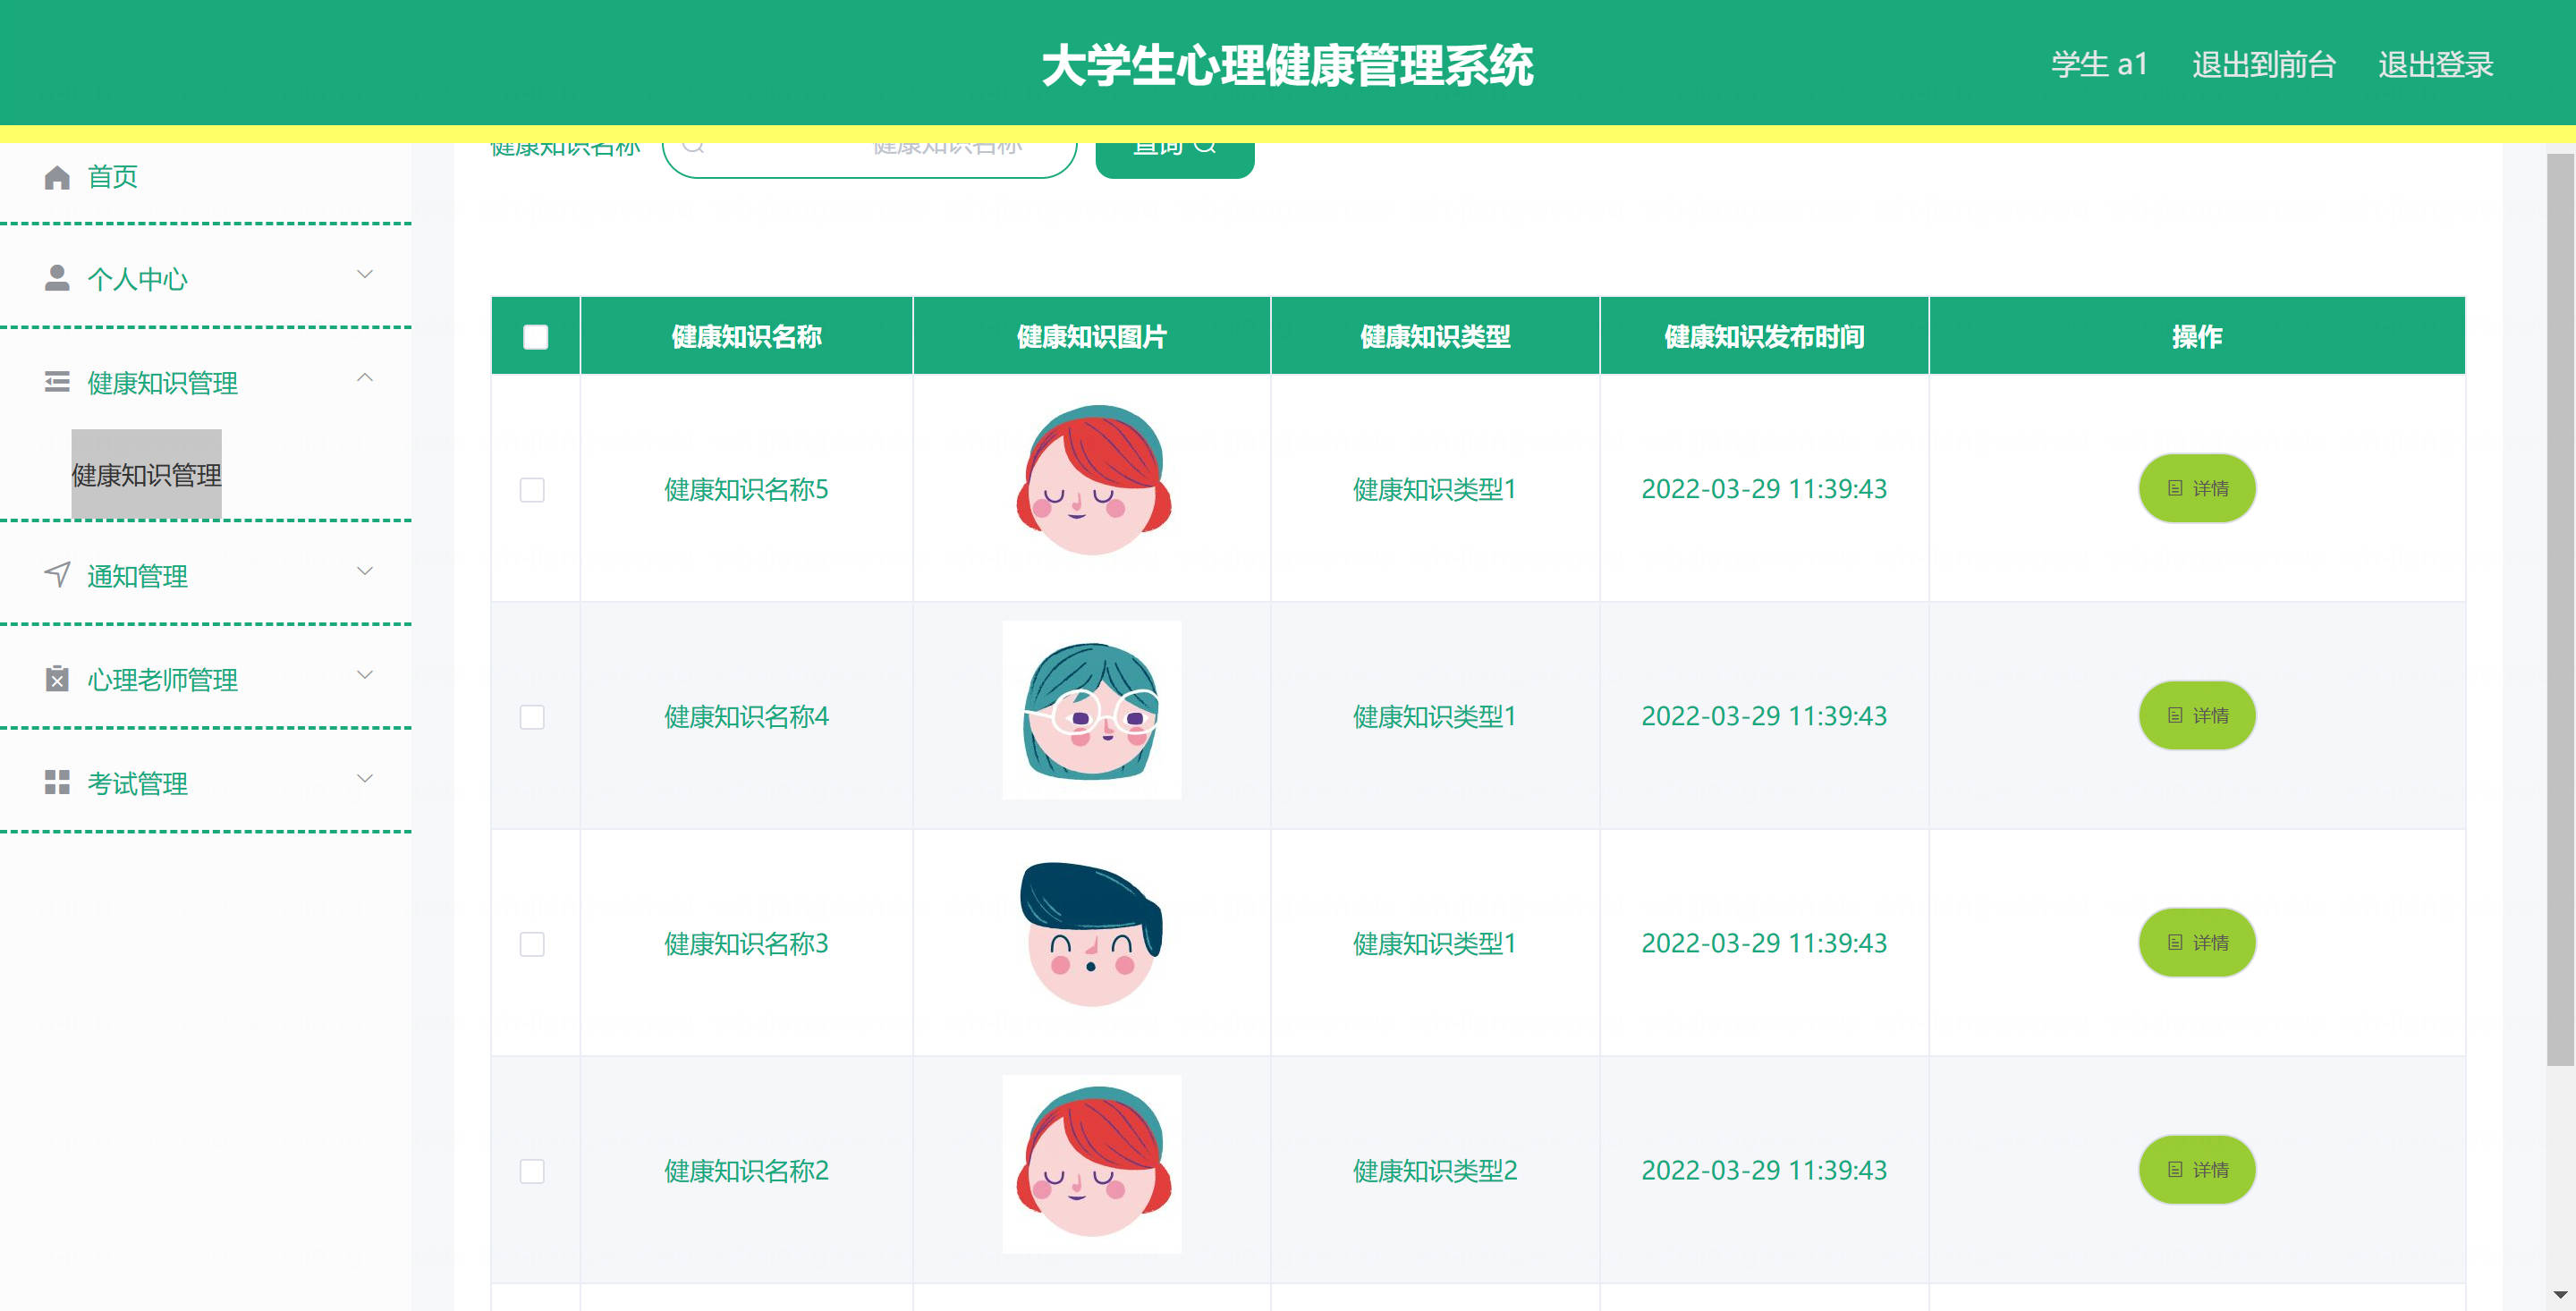 大学生心理健康管理系统
学生 a1 退出到前台 退出登录
健康知识名称 健康知识名称 查询
首页
个人中心
健康知识管理
健康知识管理
通知管理
心理老师管理
考试管理
健康知识名称 健康知识图片 健康知识类型 健康知识发布时间 操作
健康知识名称5 健康知识类型1 2022-03-29 11:39:43 详情
健康知识名称4 健康知识类型1 2022-03-29 11:39:43 详情
健康知识名称3 健康知识类型1 2022-03-29 11:39:43 详情
健康知识名称2 健康知识类型2 2022-03-29 11:39:43 详情